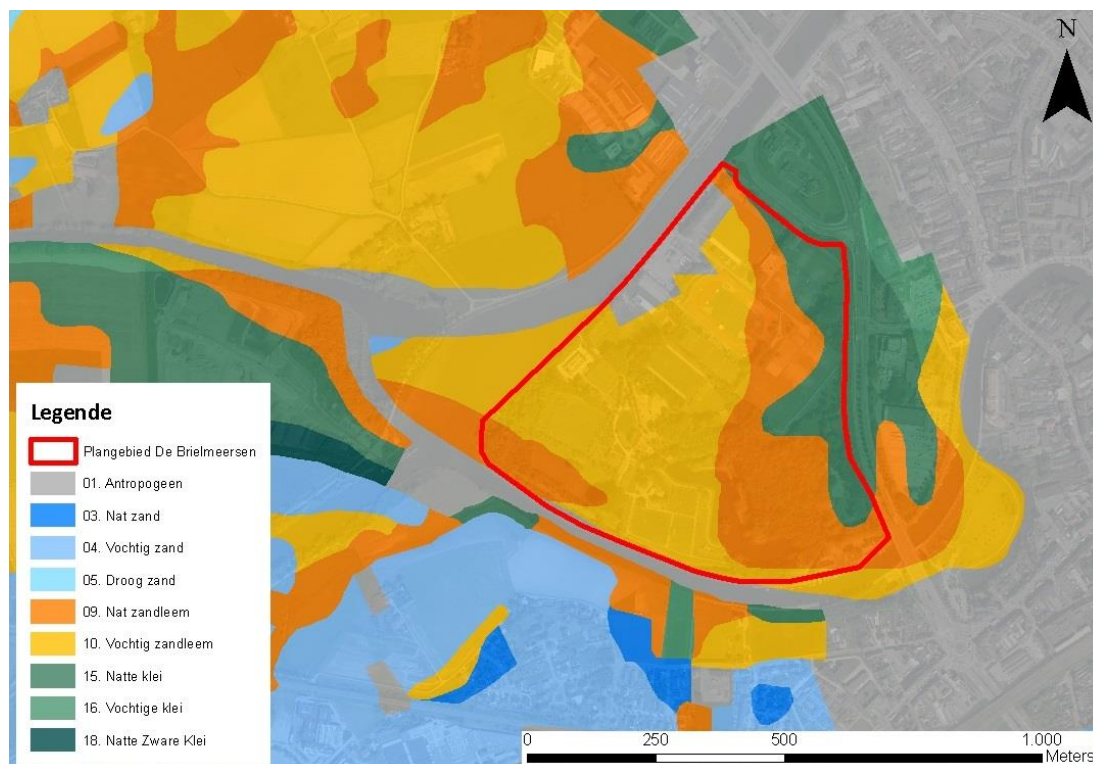 N
Legende
Plangebied De Brielmeersen
01. Antropogeen
03. Nat zand
04. Vochtig zand
05. Droog zand
09. Nat zandleem
10. Vochtig zandleem
15. Natte klei
16. Vochtige klei
18. Natte Zware Klei
0 250 500 1.000
Meters